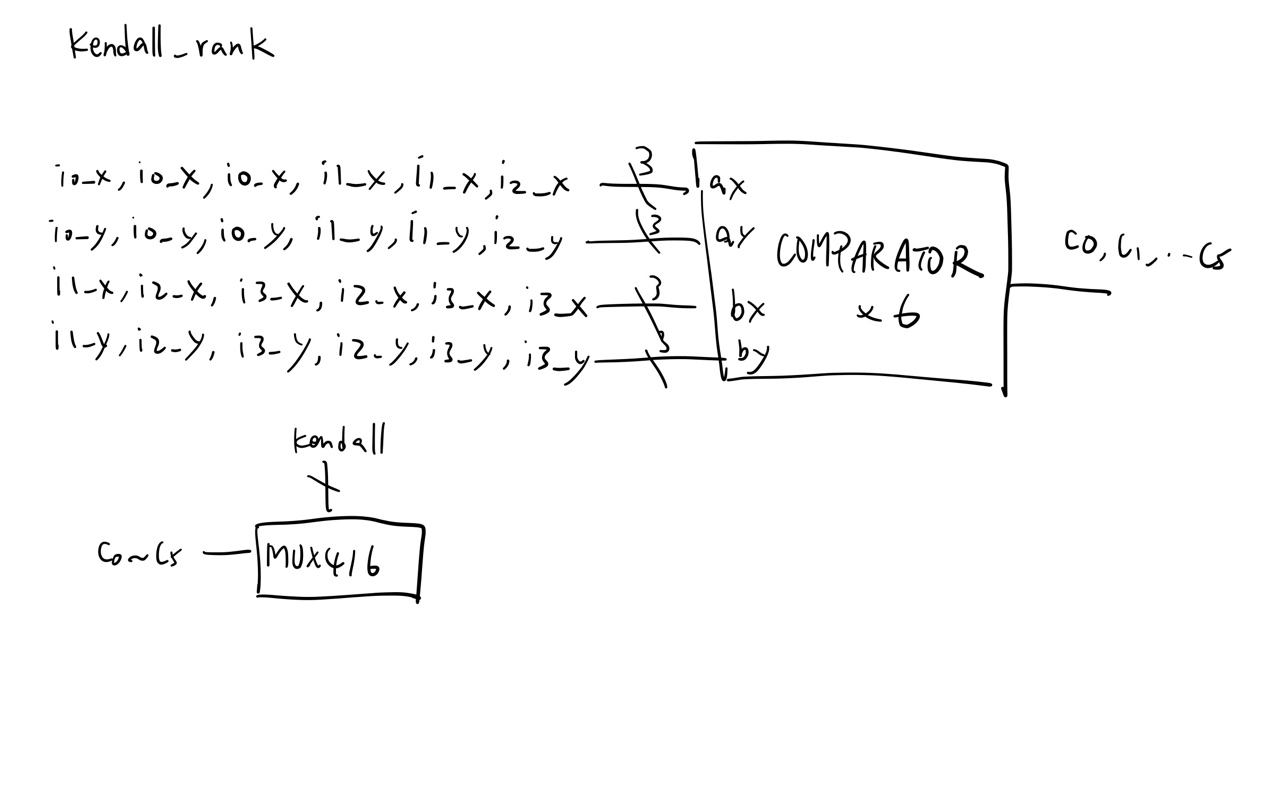 Kendall_rank
i0_x, i0_x, i0_x, i1_x, i1_x, i2_x 3 ax
i0_y, i0_y, i0_y, i1_y, i1_y, i2_y 3 ay
COMPARATOR
x 6
C0, C1, ... C5
i1_x, i2_x, i3_x, i2_x, i3_x, i3_x 3 bx
i1_y, i2_y, i3_y, i2_y, i3_y, i3_y 3 by
kendall
C0~C5 MUX416